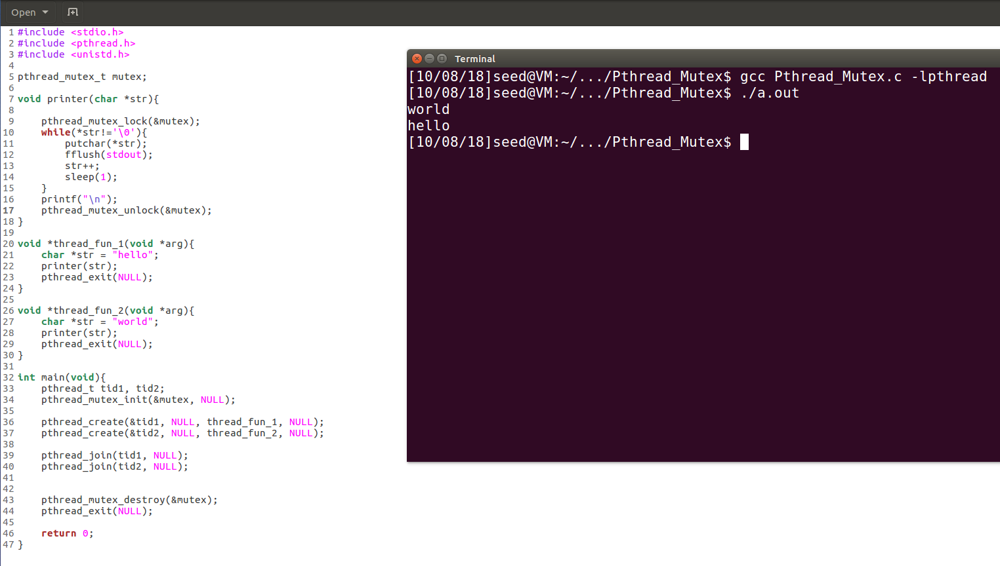 Open
1 #include <stdio.h>
2 #include <pthread.h>
3 #include <unistd.h>
4
5 pthread_mutex_t mutex;
6
7 void printer(char *str){
8
9     pthread_mutex_lock(&mutex);
10     while(*str!='\0'){
11         putchar(*str);
12         fflush(stdout);
13         str++;
14         sleep(1);
15     }
16     printf("\n");
17     pthread_mutex_unlock(&mutex);
18 }
19
20 void *thread_fun_1(void *arg){
21     char *str = "hello";
22     printer(str);
23     pthread_exit(NULL);
24 }
25
26 void *thread_fun_2(void *arg){
27     char *str = "world";
28     printer(str);
29     pthread_exit(NULL);
30 }
31
32 int main(void){
33     pthread_t tid1, tid2;
34     pthread_mutex_init(&mutex, NULL);
35
36     pthread_create(&tid1, NULL, thread_fun_1, NULL);
37     pthread_create(&tid2, NULL, thread_fun_2, NULL);
38
39     pthread_join(tid1, NULL);
40     pthread_join(tid2, NULL);
41
42
43     pthread_mutex_destroy(&mutex);
44     pthread_exit(NULL);
45
46     return 0;
47 }
Terminal
[10/08/18]seed@VM:~/.../Pthread_Mutex$ gcc Pthread_Mutex.c -lpthread
[10/08/18]seed@VM:~/.../Pthread_Mutex$ ./a.out
world
hello
[10/08/18]seed@VM:~/.../Pthread_Mutex$